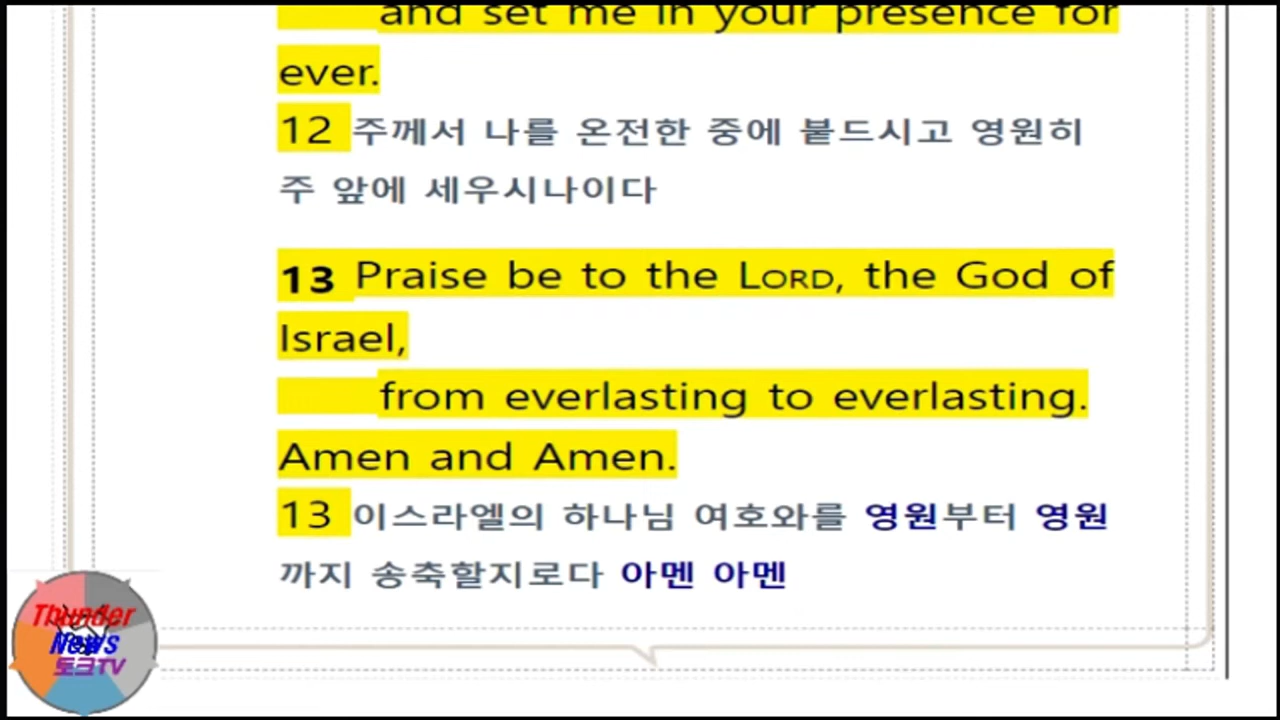 and set me in your presence for
ever.
12 주께서 나를 온전한 중에 붙드시고 영원히
주 앞에 세우시나이다
13 Praise be to the LORD, the God of
Israel,
from everlasting to everlasting.
Amen and Amen.
13 이스라엘의 하나님 여호와를 영원부터 영원
까지 송축할지로다 아멘 아멘
Thunder
News
토크TV